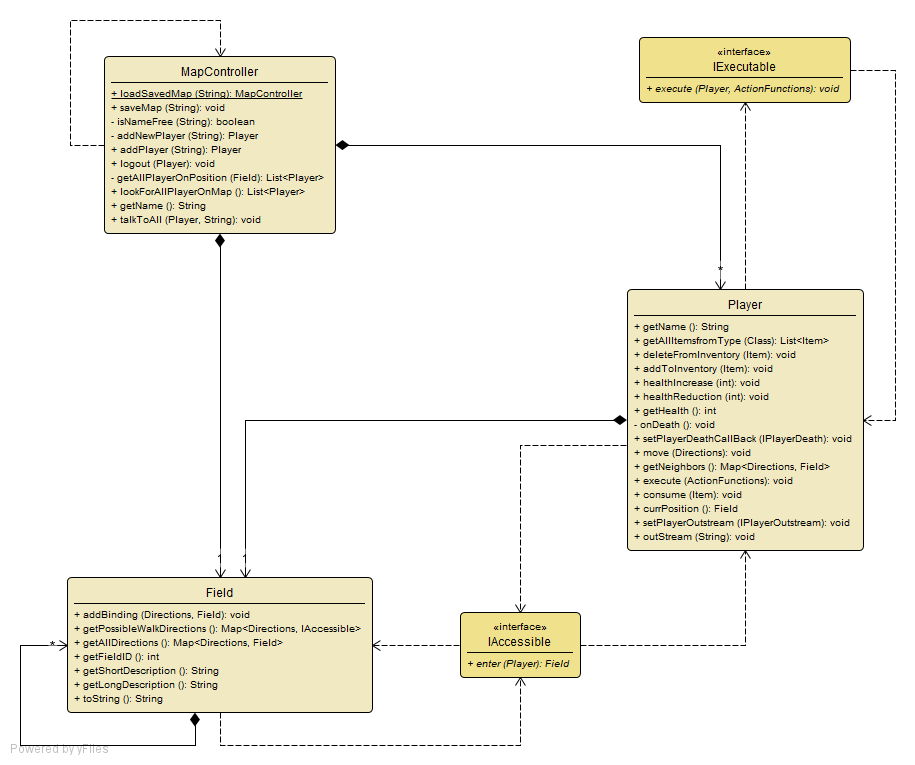 MapController
+ loadSavedMap (String): MapController
+ saveMap (String): void
- isNameFree (String): boolean
- addNewPlayer (String): Player
+ addPlayer (String): Player
+ logout (Player): void
- getAllPlayerOnPosition (Field): List<Player>
+ lookForAllPlayerOnMap (): List<Player>
+ getName (): String
+ talkToAll (Player, String): void
«interface»
IExecutable
+ execute (Player, ActionFunctions): void
*
Player
+ getName (): String
+ getAllItemsfromType (Class): List<Item>
+ deleteFromInventory (Item): void
+ addToInventory (Item): void
+ healthIncrease (int): void
+ healthReduction (int): void
+ getHealth (): int
- onDeath (): void
+ setPlayerDeathCallBack (IPlayerDeath): void
+ move (Directions): void
+ getNeighbors (): Map<Directions, Field>
+ execute (ActionFunctions): void
+ consume (Item): void
+ currPosition (): Field
+ setPlayerOutstream (IPlayerOutstream): void
+ outStream (String): void
1
1
Field
+ addBinding (Directions, Field): void
+ getPossibleWalkDirections (): Map<Directions, IAccessible>
+ getAllDirections (): Map<Directions, Field>
+ getFieldID (): int
+ getShortDescription (): String
+ getLongDescription (): String
+ toString (): String
*
«interface»
IAccessible
+ enter (Player): Field
Powered by yFiles